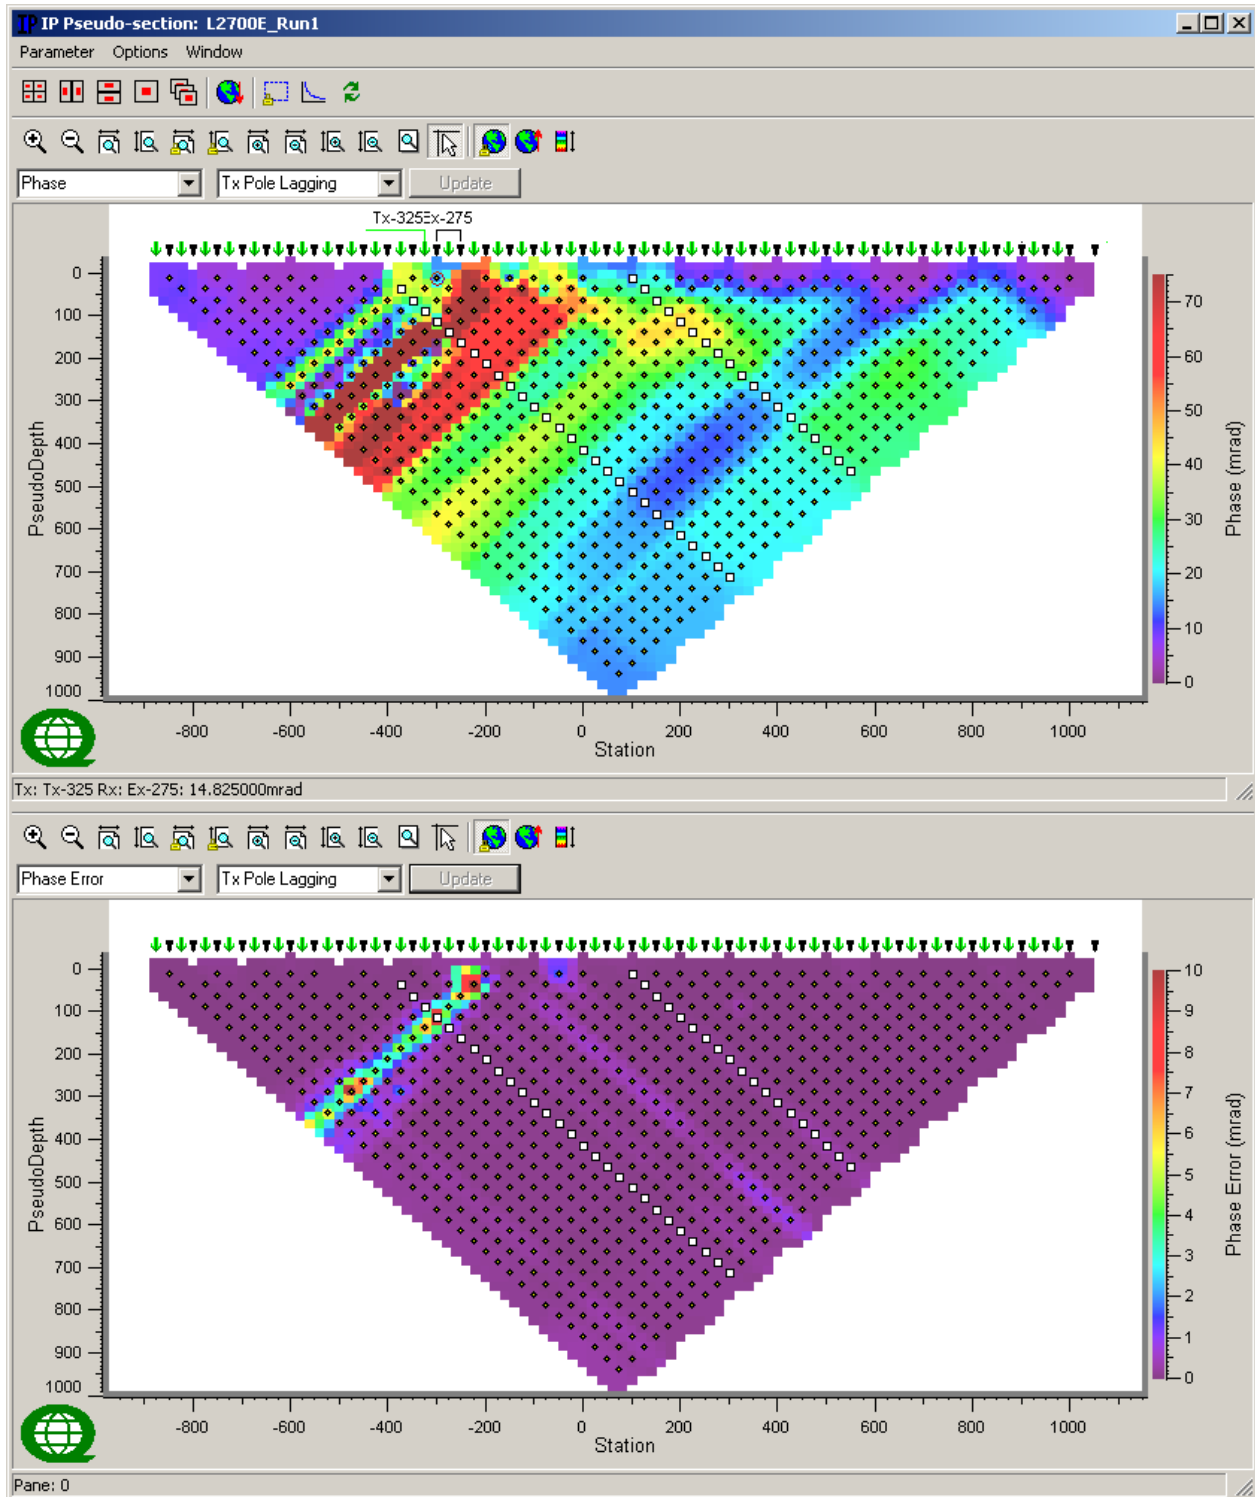 IP Pseudo-section: L2700E_Run1
Parameter Options Window
Phase Tx Pole Lagging Update
Tx-325 Ex-275
0
100
200
300
400
500
600
700
800
900
1000
PseudoDepth
-800 -600 -400 -200 0 200 400 600 800 1000
Station
70
60
50
40
30
20
10
0
Phase (mrad)
Tx: Tx-325 Rx: Ex-275: 14.825000mrad
Phase Error Tx Pole Lagging Update
0
100
200
300
400
500
600
700
800
900
1000
PseudoDepth
-800 -600 -400 -200 0 200 400 600 800 1000
Station
10
9
8
7
6
5
4
3
2
1
0
Phase Error (mrad)
Pane: 0